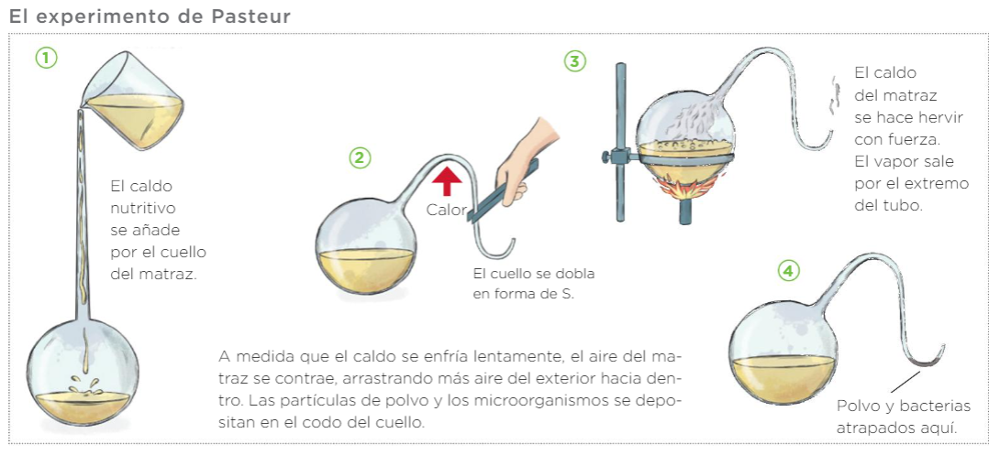 El experimento de Pasteur
1
El caldo
nutritivo
se añade
por el cuello
del matraz.
2
Calor
El cuello se dobla
en forma de S.
3
El caldo
del matraz
se hace hervir
con fuerza.
El vapor sale
por el extremo
del tubo.
4
Polvo y bacterias
atrapados aquí.
A medida que el caldo se enfría lentamente, el aire del ma-
traz se contrae, arrastrando más aire del exterior hacia den-
tro. Las partículas de polvo y los microorganismos se depo-
sitan en el codo del cuello.